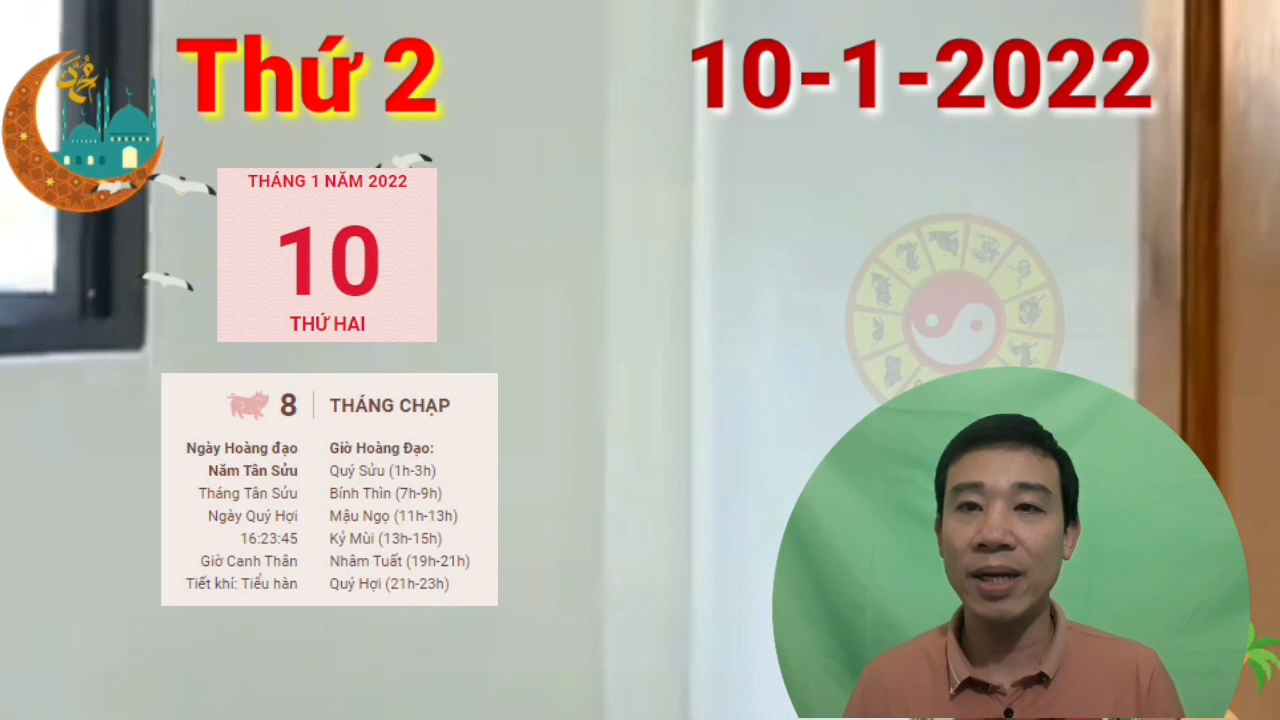 Thứ 2
10-1-2022
THÁNG 1 NĂM 2022
10
THỨ HAI
8 THÁNG CHẠP
Ngày Hoàng đạo
Năm Tân Sửu
Tháng Tân Sửu
Ngày Quý Hợi
16:23:45
Giờ Canh Thân
Tiết khí: Tiểu hàn
Giờ Hoàng Đạo:
Quý Sửu (1h-3h)
Bính Thìn (7h-9h)
Mậu Ngọ (11h-13h)
Kỷ Mùi (13h-15h)
Nhâm Tuất (19h-21h)
Quý Hợi (21h-23h)